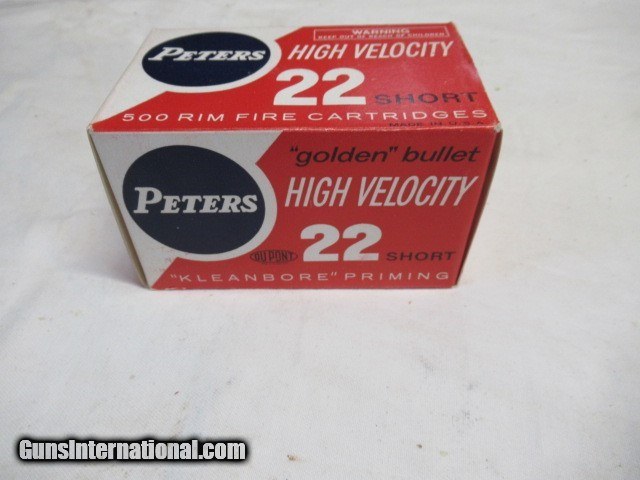 WARNING
KEEP OUT OF REACH OF CHILDREN
PETERS
HIGH VELOCITY
22 SHORT
500 RIM FIRE CARTRIDGES
MADE IN U.S.A.
"golden" bullet
PETERS
HIGH VELOCITY
22 SHORT
DU PONT
"KLEANBORE" PRIMING
GunsInternational.com